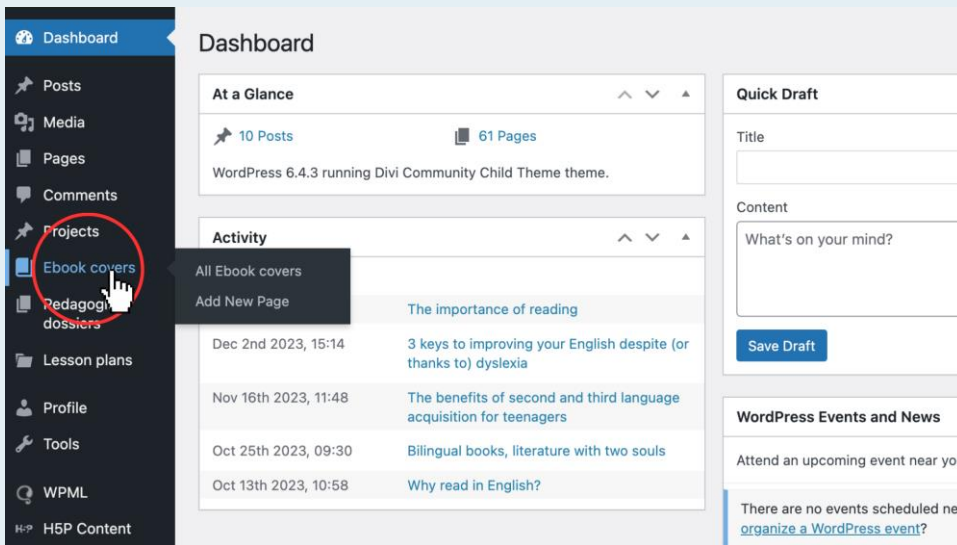 Dashboard
Posts
Media
Pages
Comments
Projects
Ebook covers
dossiers
Lesson plans
Profile
Tools
WPML
H5P Content
All Ebook covers
Add New Page
Dashboard
At a Glance
10 Posts
61 Pages
WordPress 6.4.3 running Divi Community Child Theme theme.
Activity
The importance of reading
Dec 2nd 2023, 15:14
3 keys to improving your English despite (or
thanks to) dyslexia
Nov 16th 2023, 11:48
The benefits of second and third language
acquisition for teenagers
Oct 25th 2023, 09:30
Bilingual books, literature with two souls
Oct 13th 2023, 10:58
Why read in English?
Quick Draft
Title
Content
What's on your mind?
Save Draft
WordPress Events and News
Attend an upcoming event near
There are no events scheduled
organize a WordPress event?